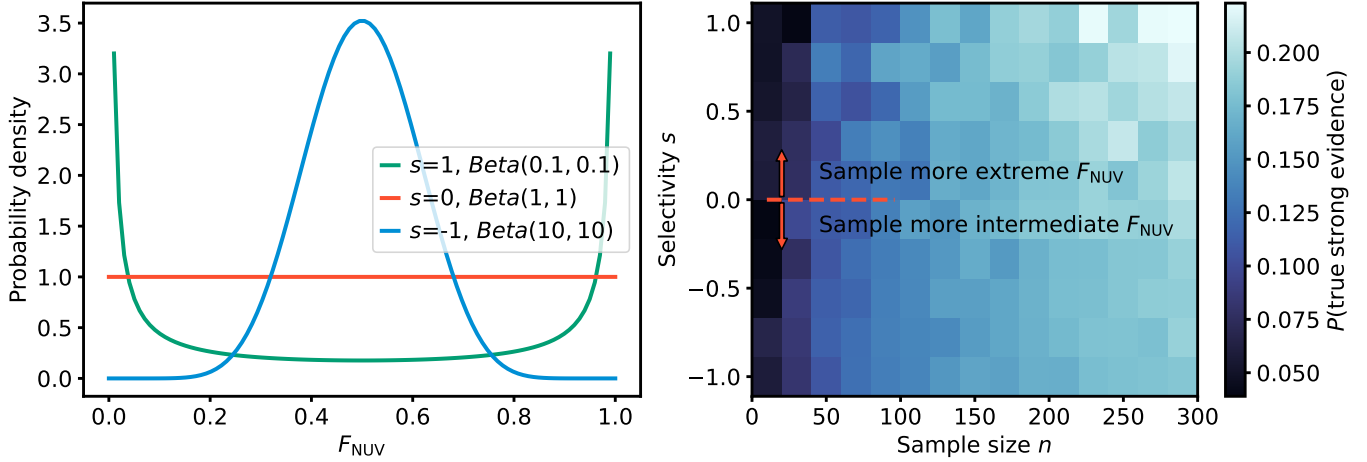 3.5
3.0
2.5
2.0
1.5
1.0
0.5
0.0
Probability density
0.0 0.2 0.4 0.6 0.8 1.0
F_NUV
s=1, Beta(0.1, 0.1)
s=0, Beta(1, 1)
s=-1, Beta(10, 10)
1.0
0.5
0.0
−0.5
−1.0
Selectivity s
Sample more extreme F_NUV
Sample more intermediate F_NUV
0 50 100 150 200 250 300
Sample size n
0.200
0.175
0.150
0.125
0.100
0.075
0.050
P(true strong evidence)